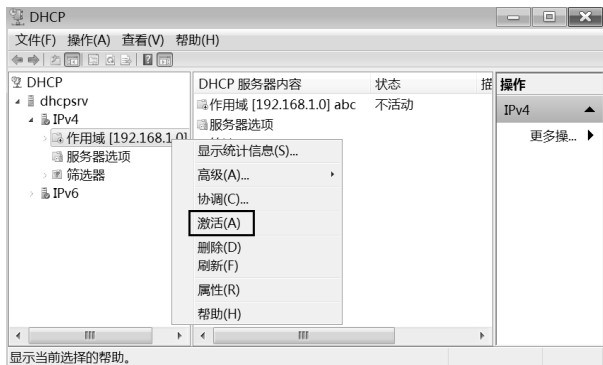 DHCP
文件(F) 操作(A) 查看(V) 帮助(H)
DHCP
dhcpsrv
IPv4
作用域 [192.168.1.0]
服务器选项
筛选器
IPv6
DHCP 服务器内容 状态 描
作用域 [192.168.1.0] abc 不活动
服务器选项
显示统计信息(S)...
高级(A)...
协调(C)...
激活(A)
删除(D)
刷新(F)
属性(R)
帮助(H)
操作
IPv4
更多操...
显示当前选择的帮助。